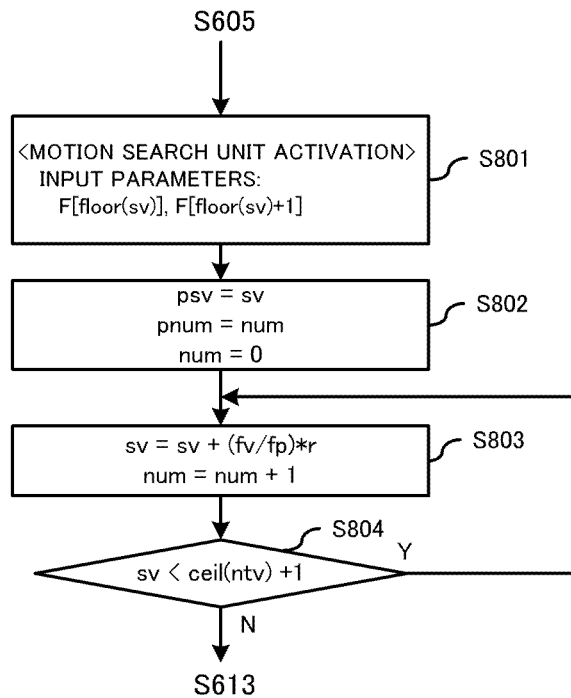 S605
<MOTION SEARCH UNIT ACTIVATION>
INPUT PARAMETERS:
F[floor(sv)], F[floor(sv)+1]
S801
psv = sv
pnum = num
num = 0
S802
sv = sv + (fv/fp)*r
num = num + 1
S803
S804
sv < ceil(ntv) +1
Y
N
S613